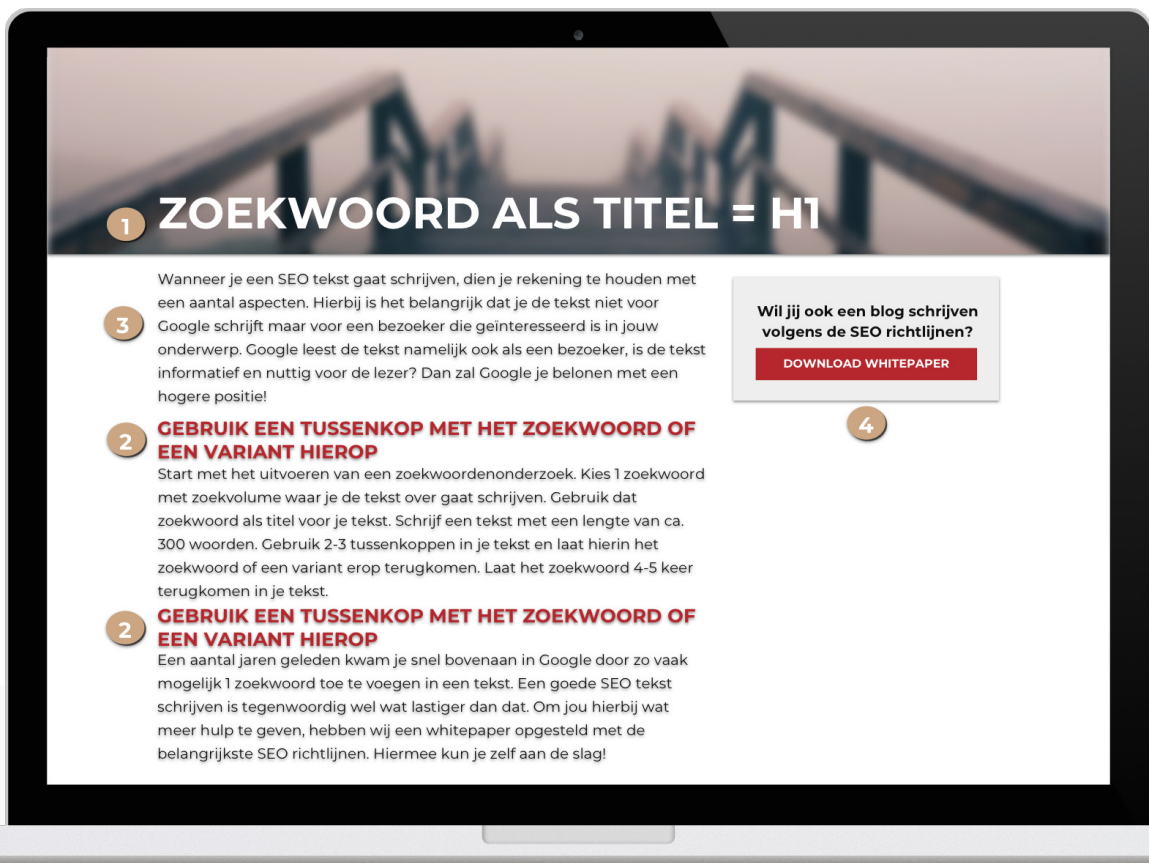 1 ZOEKWOORD ALS TITEL = H1
3
Wanneer je een SEO tekst gaat schrijven, dien je rekening te houden met
een aantal aspecten. Hierbij is het belangrijk dat je de tekst niet voor
Google schrijft maar voor een bezoeker die geïnteresseerd is in jouw
onderwerp. Google leest de tekst namelijk ook als een bezoeker, is de tekst
informatief en nuttig voor de lezer? Dan zal Google je belonen met een
hogere positie!
2
GEBRUIK EEN TUSSENKOP MET HET ZOEKWOORD OF
EEN VARIANT HIEROP
Start met het uitvoeren van een zoekwoordenonderzoek. Kies 1 zoekwoord
met zoekvolume waar je de tekst over gaat schrijven. Gebruik dat
zoekwoord als titel voor je tekst. Schrijf een tekst met een lengte van ca.
300 woorden. Gebruik 2-3 tussenkoppen in je tekst en laat hierin het
zoekwoord of een variant erop terugkomen. Laat het zoekwoord 4-5 keer
terugkomen in je tekst.
2
GEBRUIK EEN TUSSENKOP MET HET ZOEKWOORD OF
EEN VARIANT HIEROP
Een aantal jaren geleden kwam je snel bovenaan in Google door zo vaak
mogelijk 1 zoekwoord toe te voegen in een tekst. Een goede SEO tekst
schrijven is tegenwoordig wel wat lastiger dan dat. Om jou hierbij wat
meer hulp te geven, hebben wij een whitepaper opgesteld met de
belangrijkste SEO richtlijnen. Hiermee kun je zelf aan de slag!
Wil jij ook een blog schrijven
volgens de SEO richtlijnen?
DOWNLOAD WHITEPAPER
4